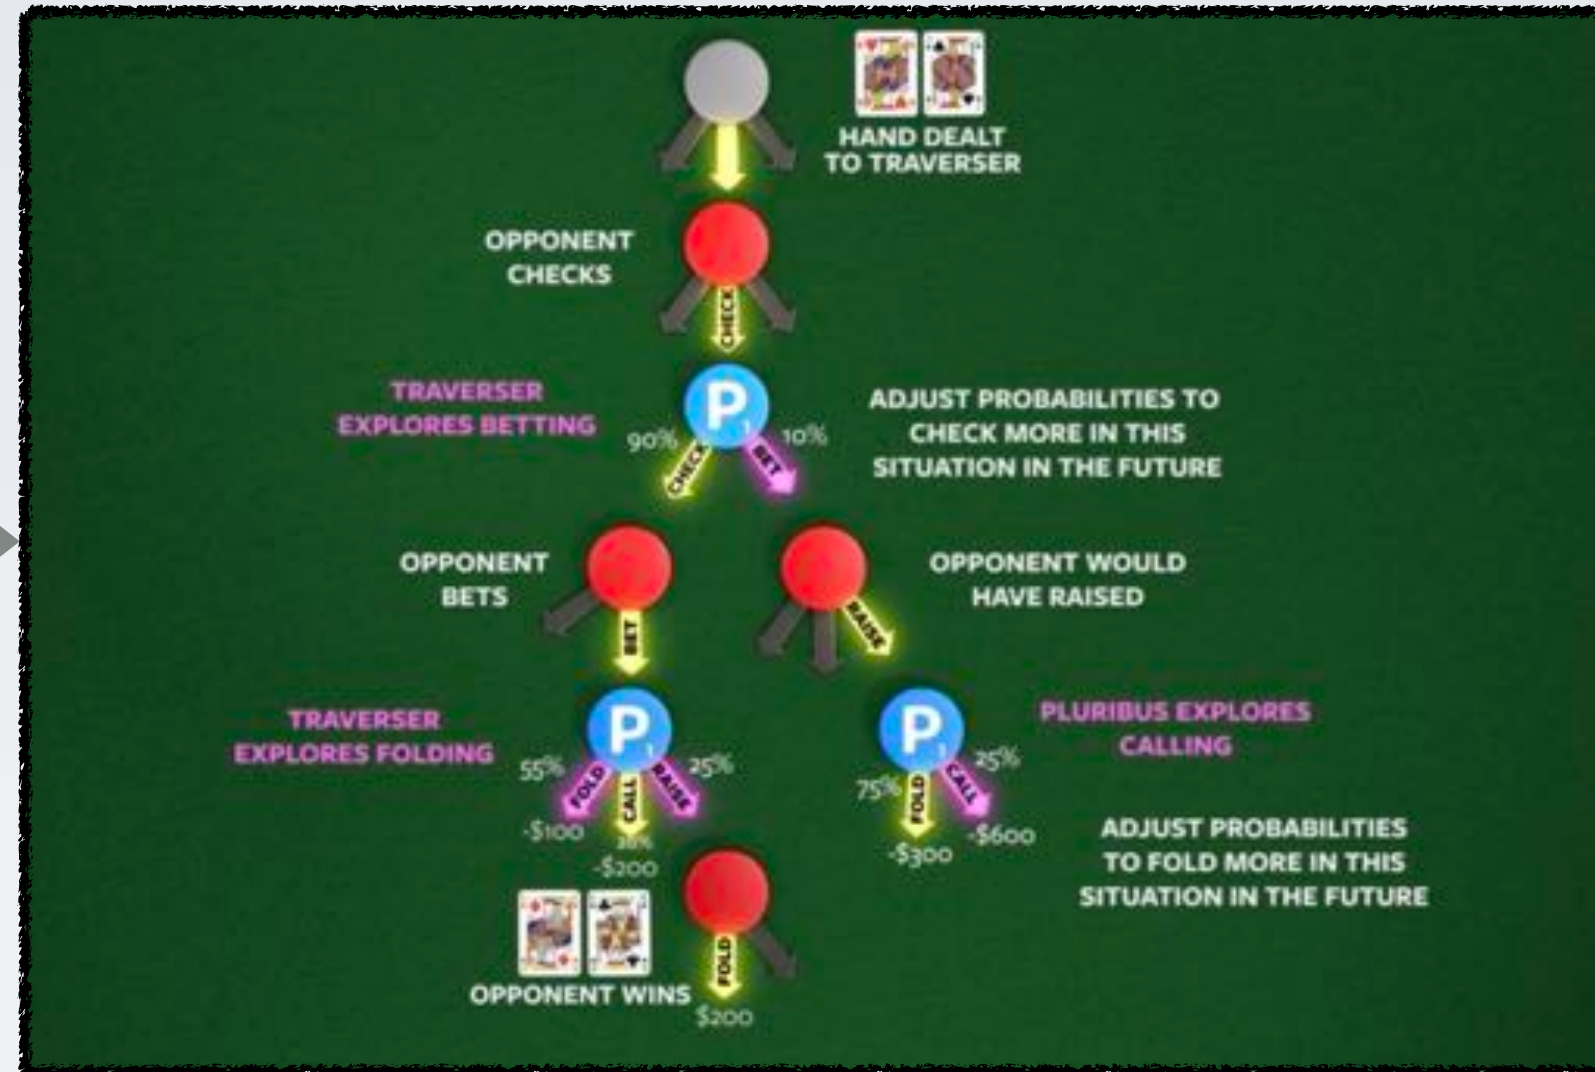 HAND DEALT
TO TRAVERSER
OPPONENT
CHECKS
CHECK
TRAVERSER
EXPLORES BETTING
P1
90%
10%
CHECK
BET
ADJUST PROBABILITIES TO
CHECK MORE IN THIS
SITUATION IN THE FUTURE
OPPONENT
BETS
BET
OPPONENT WOULD
HAVE RAISED
RAISE
TRAVERSER
EXPLORES FOLDING
P1
55%
25%
FOLD
CALL
RAISE
-$100
-$200
PLURIBUS EXPLORES
CALLING
P1
75%
25%
FOLD
CALL
-$300
-$600
ADJUST PROBABILITIES
TO FOLD MORE IN THIS
SITUATION IN THE FUTURE
OPPONENT WINS
FOLD
$200